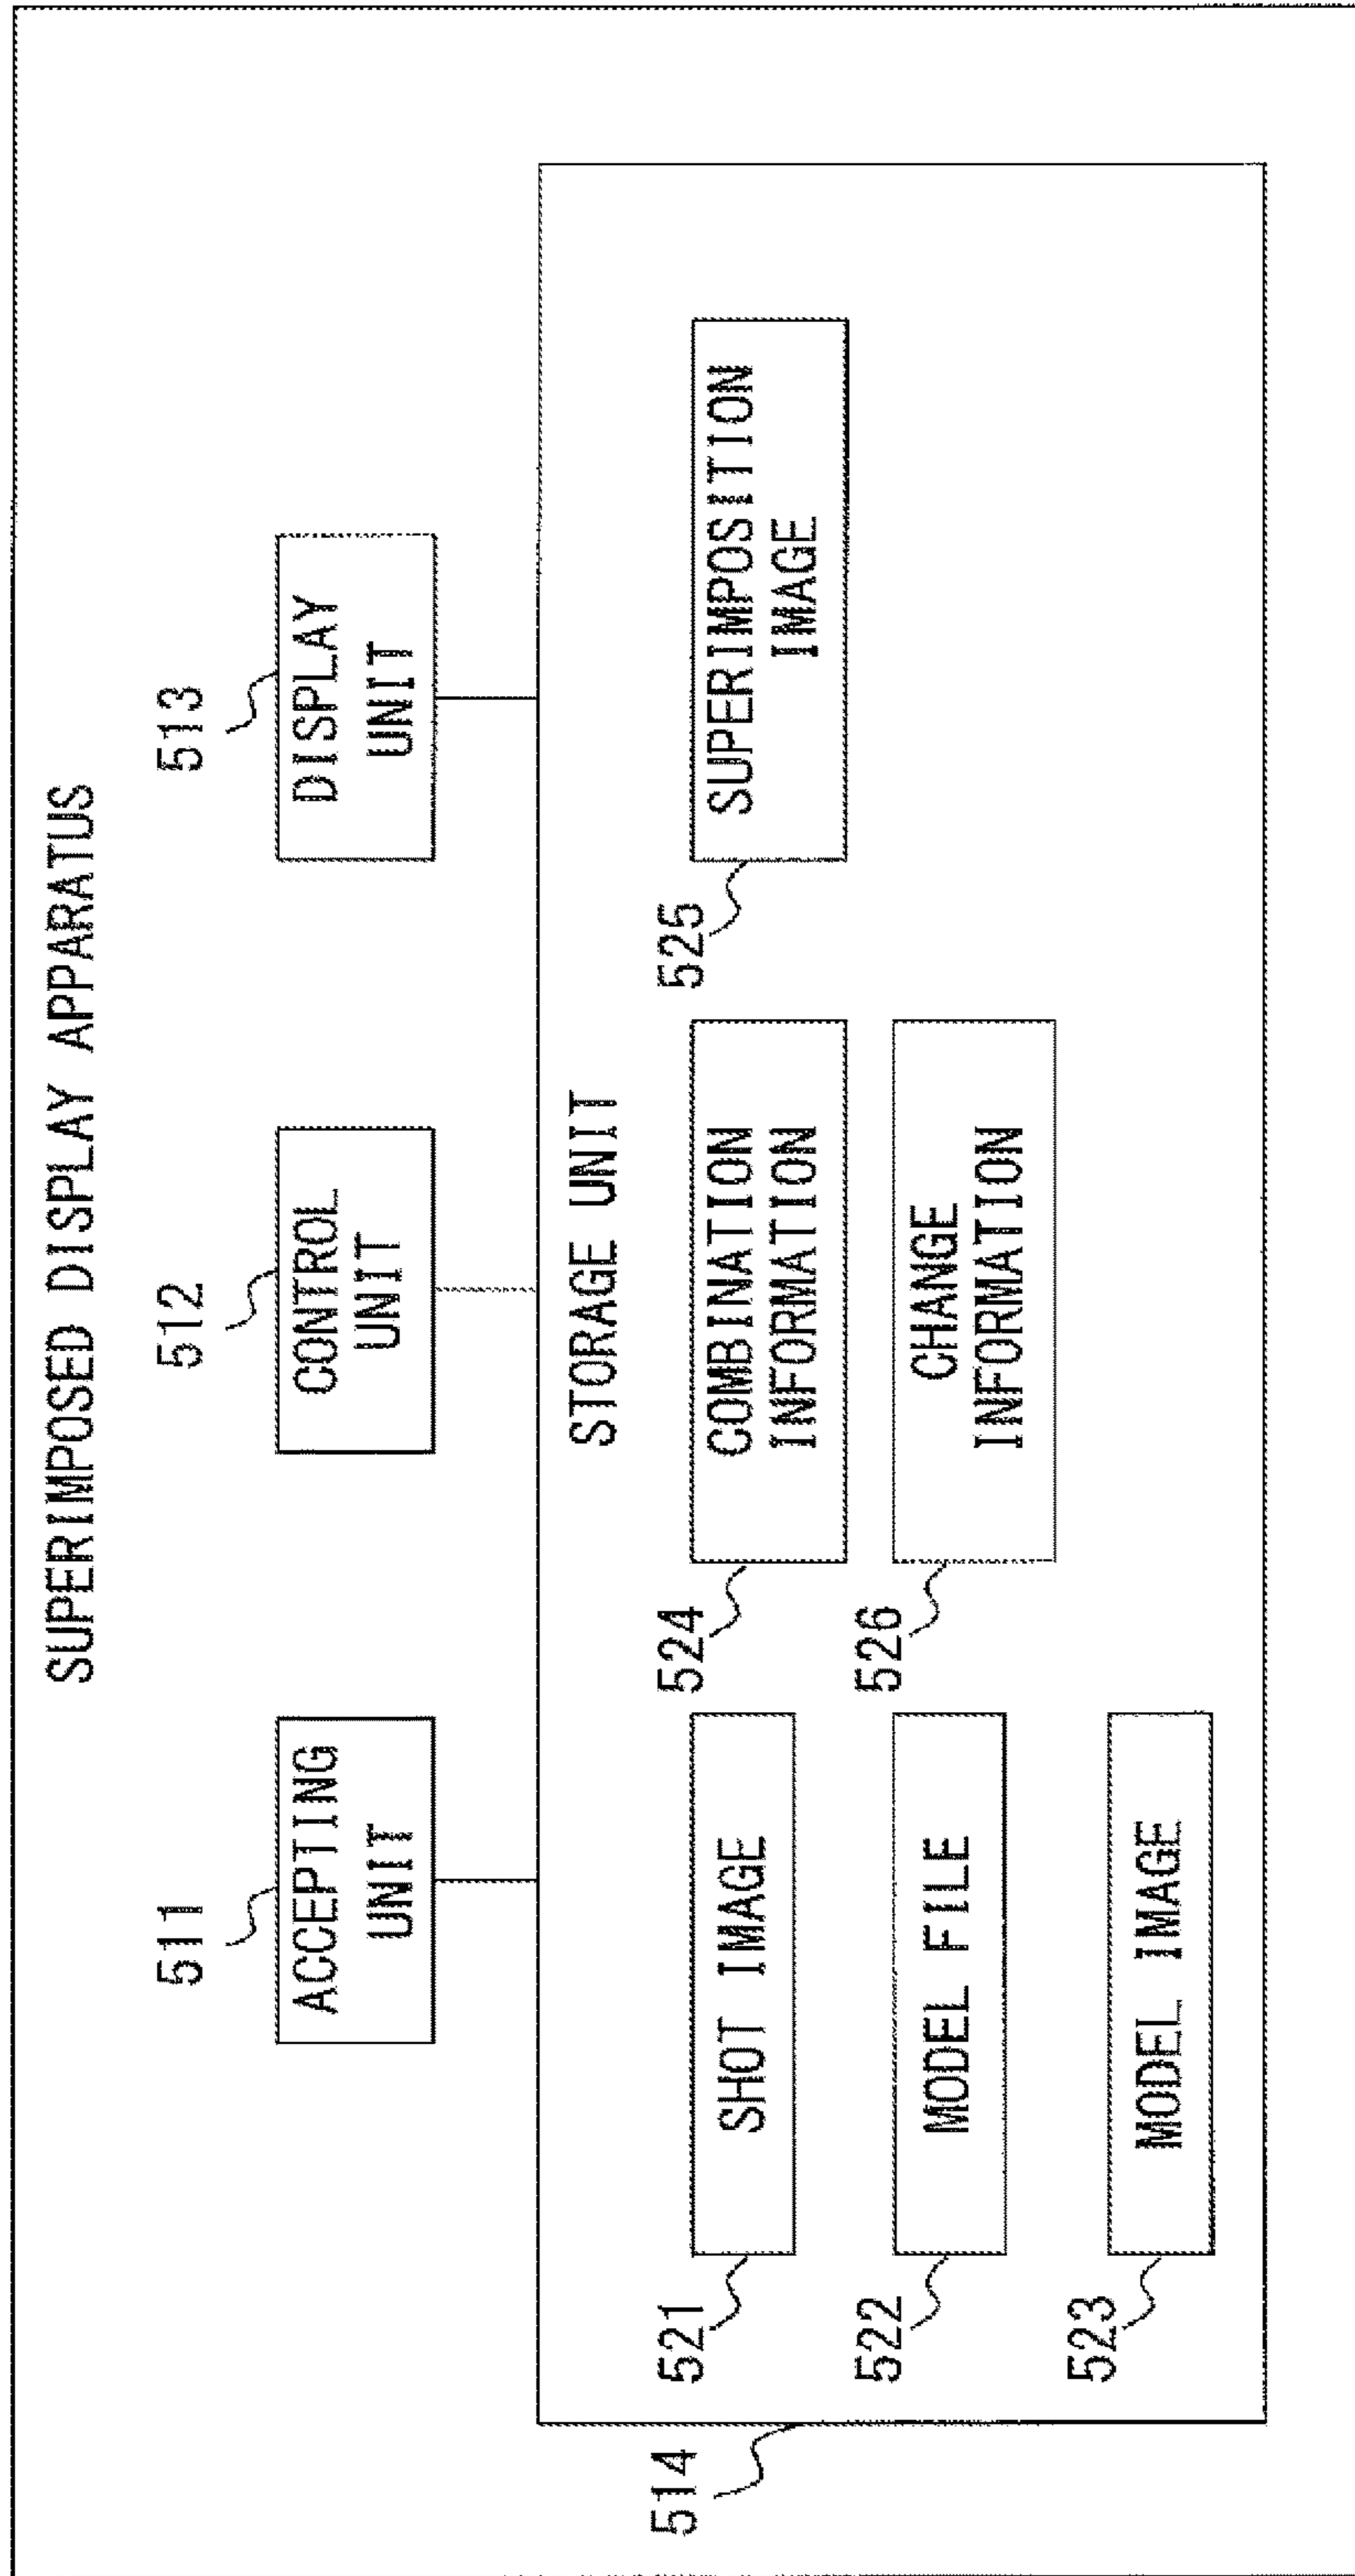 SUPERIMPOSED DISPLAY APPARATUS
511
ACCEPTING
UNIT
512
CONTROL
UNIT
513
DISPLAY
UNIT
514
STORAGE UNIT
521
SHOT IMAGE
522
MODEL FILE
523
MODEL IMAGE
524
COMBINATION
INFORMATION
526
CHANGE
INFORMATION
525
SUPERIMPOSITION
IMAGE